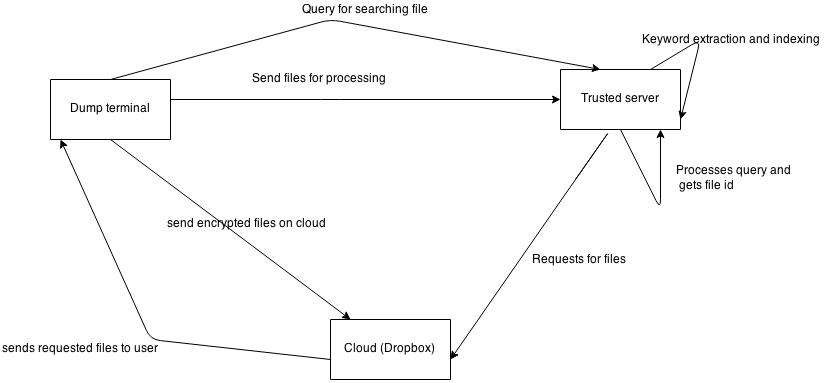 Query for searching file
Keyword extraction and indexing
Send files for processing
Dump terminal
Trusted server
Processes query and
gets file id
send encrypted files on cloud
Requests for files
sends requested files to user
Cloud (Dropbox)